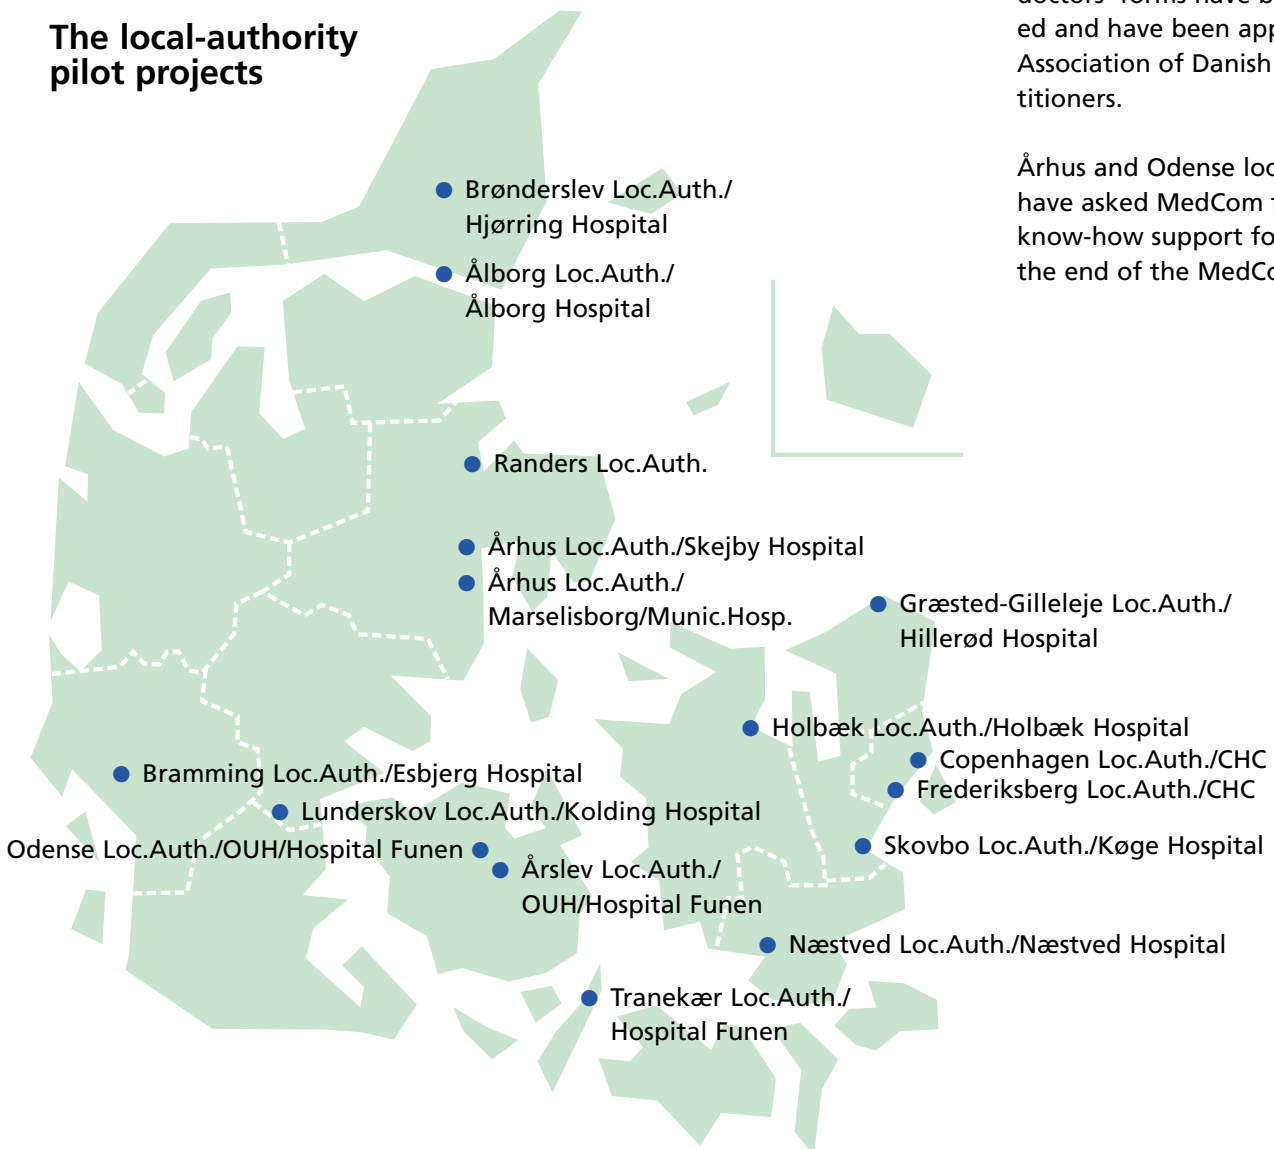 The local-authority
pilot projects
ed and have been
Association of Danish
titioners.
Århus and Odense
have asked MedCom
know-how support
the end of the
Brønderslev Loc.Auth./
Hjørring Hospital
Ålborg Loc.Auth./
Ålborg Hospital
Randers Loc.Auth.
Århus Loc.Auth./Skejby Hospital
Århus Loc.Auth./
Marselisborg/Munic.Hosp.
Græsted-Gilleleje Loc.Auth./
Hillerød Hospital
Holbæk Loc.Auth./Holbæk Hospital
Copenhagen Loc.Auth./CHC
Frederiksberg Loc.Auth./CHC
Bramming Loc.Auth./Esbjerg Hospital
Lunderskov Loc.Auth./Kolding Hospital
Odense Loc.Auth./OUH/Hospital Funen
Skovbo Loc.Auth./Køge Hospital
Årslev Loc.Auth./
OUH/Hospital Funen
Næstved Loc.Auth./Næstved Hospital
Tranekær Loc.Auth./
Hospital Funen